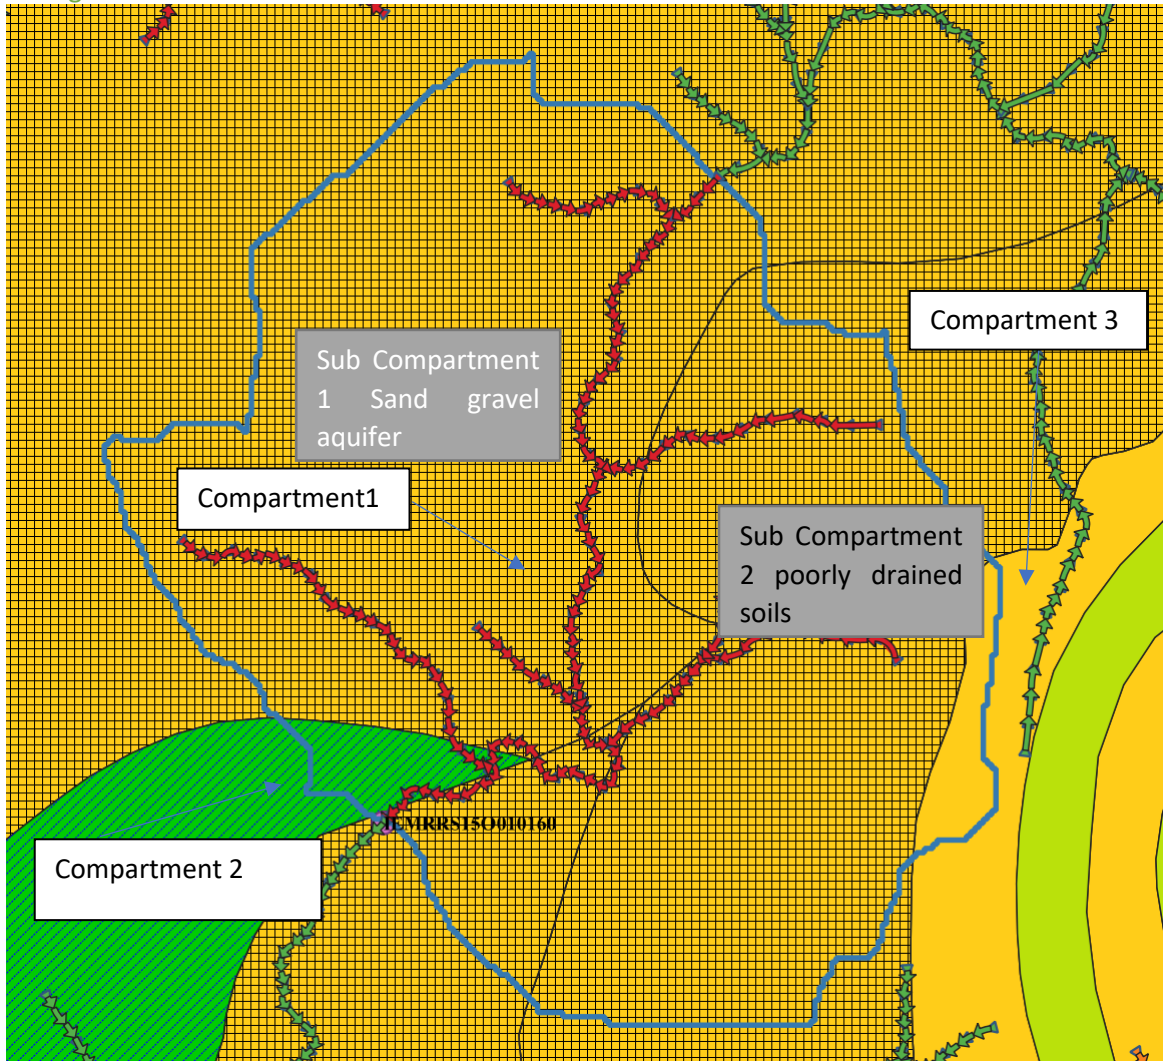 Compartment 3
Sub Compartment
1 Sand gravel
aquifer
Compartment1
Sub Compartment
2 poorly drained
soils
Compartment 2